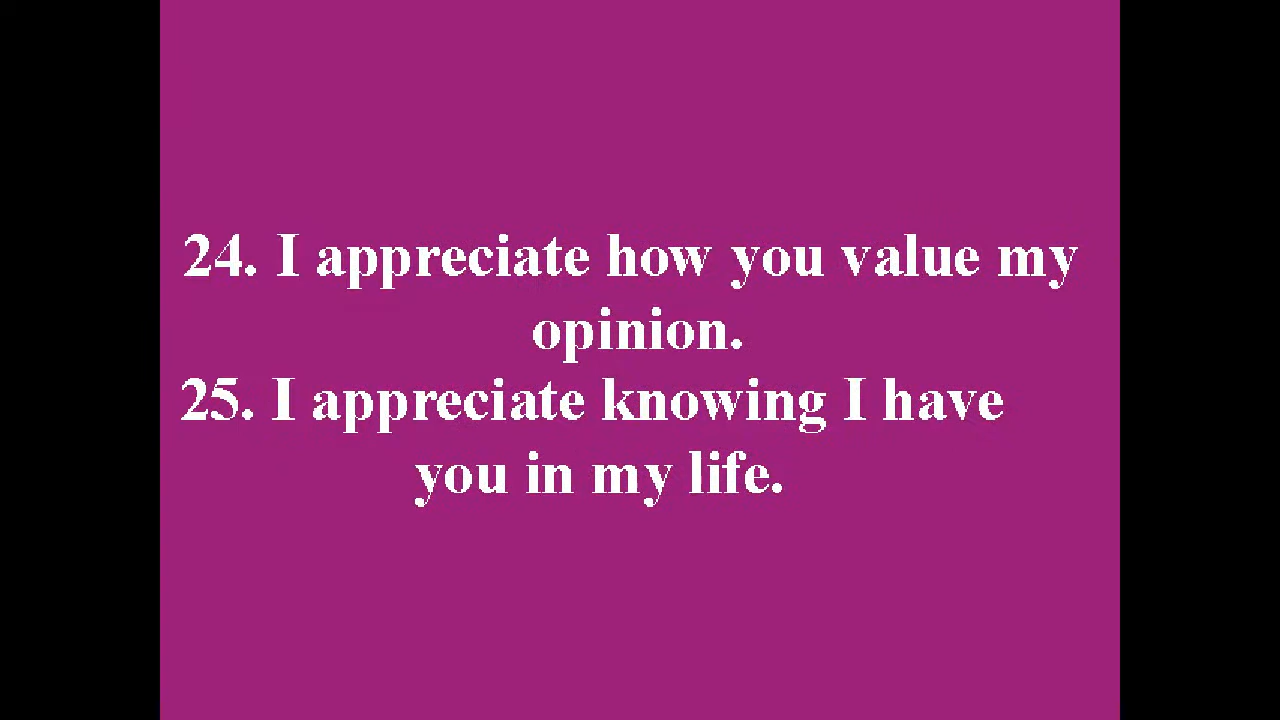 24. I appreciate how you value my
opinion.
25. I appreciate knowing I have
you in my life.